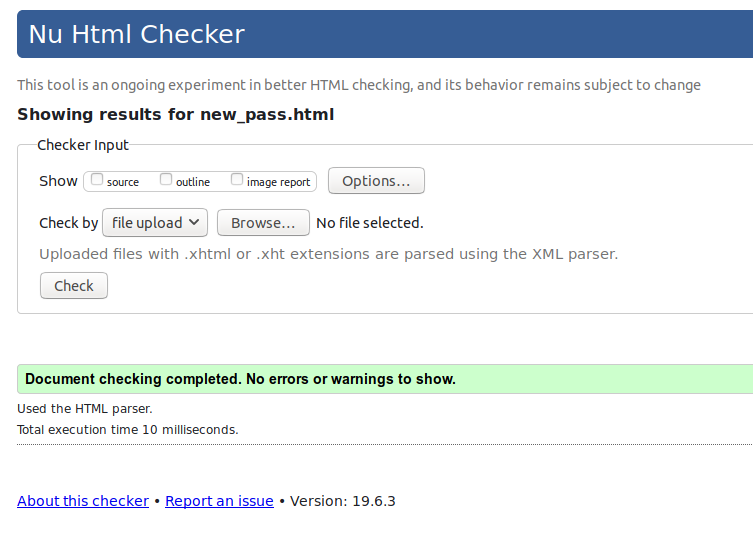 Nu Html Checker
This tool is an ongoing experiment in better HTML checking, and its behavior remains subject to change
Showing results for new_pass.html
Checker Input
Show source outline image report Options...
Check by file upload Browse... No file selected.
Uploaded files with .xhtml or .xht extensions are parsed using the XML parser.
Check
Document checking completed. No errors or warnings to show.
Used the HTML parser.
Total execution time 10 milliseconds.
About this checker • Report an issue • Version: 19.6.3